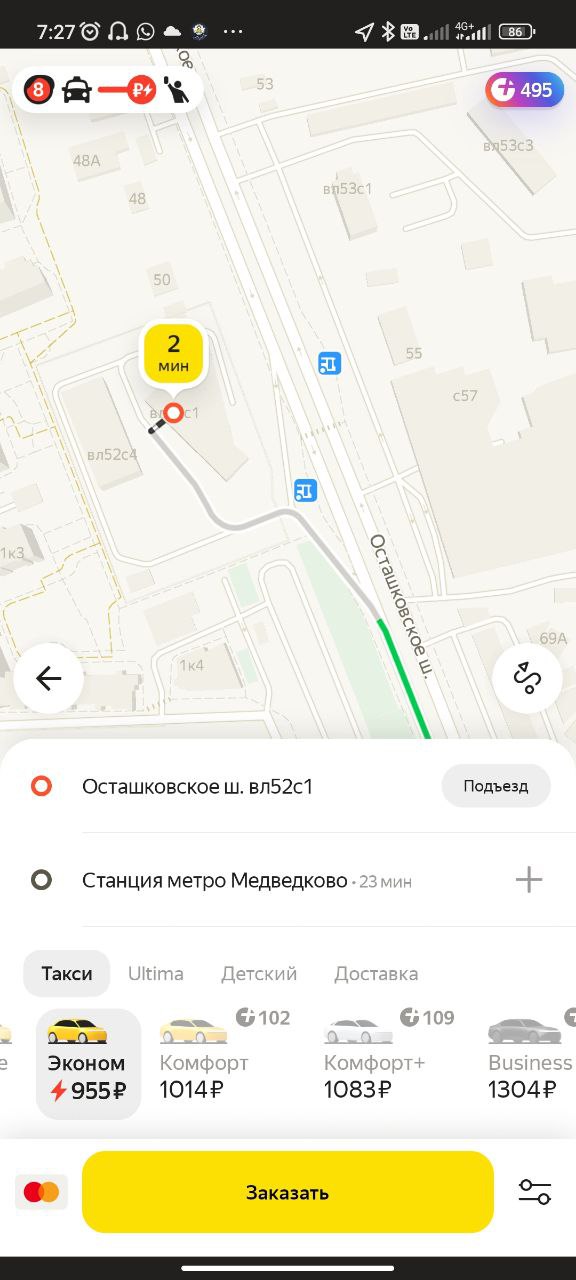 7:27
Vo LTE
4G+
86
8
₽
495
53
48А
48
вл53с3
вл53с1
50
2
мин
55
с57
вл52с4
1к3
Осташковское ш.
69А
1к4
Осташковское ш. вл52с1
Подъезд
Станция метро Медведково • 23 мин
Такси Ultima Детский Доставка
102 109
Эконом Комфорт Комфорт+ Business
955₽ 1014₽ 1083₽ 1304₽
Заказать